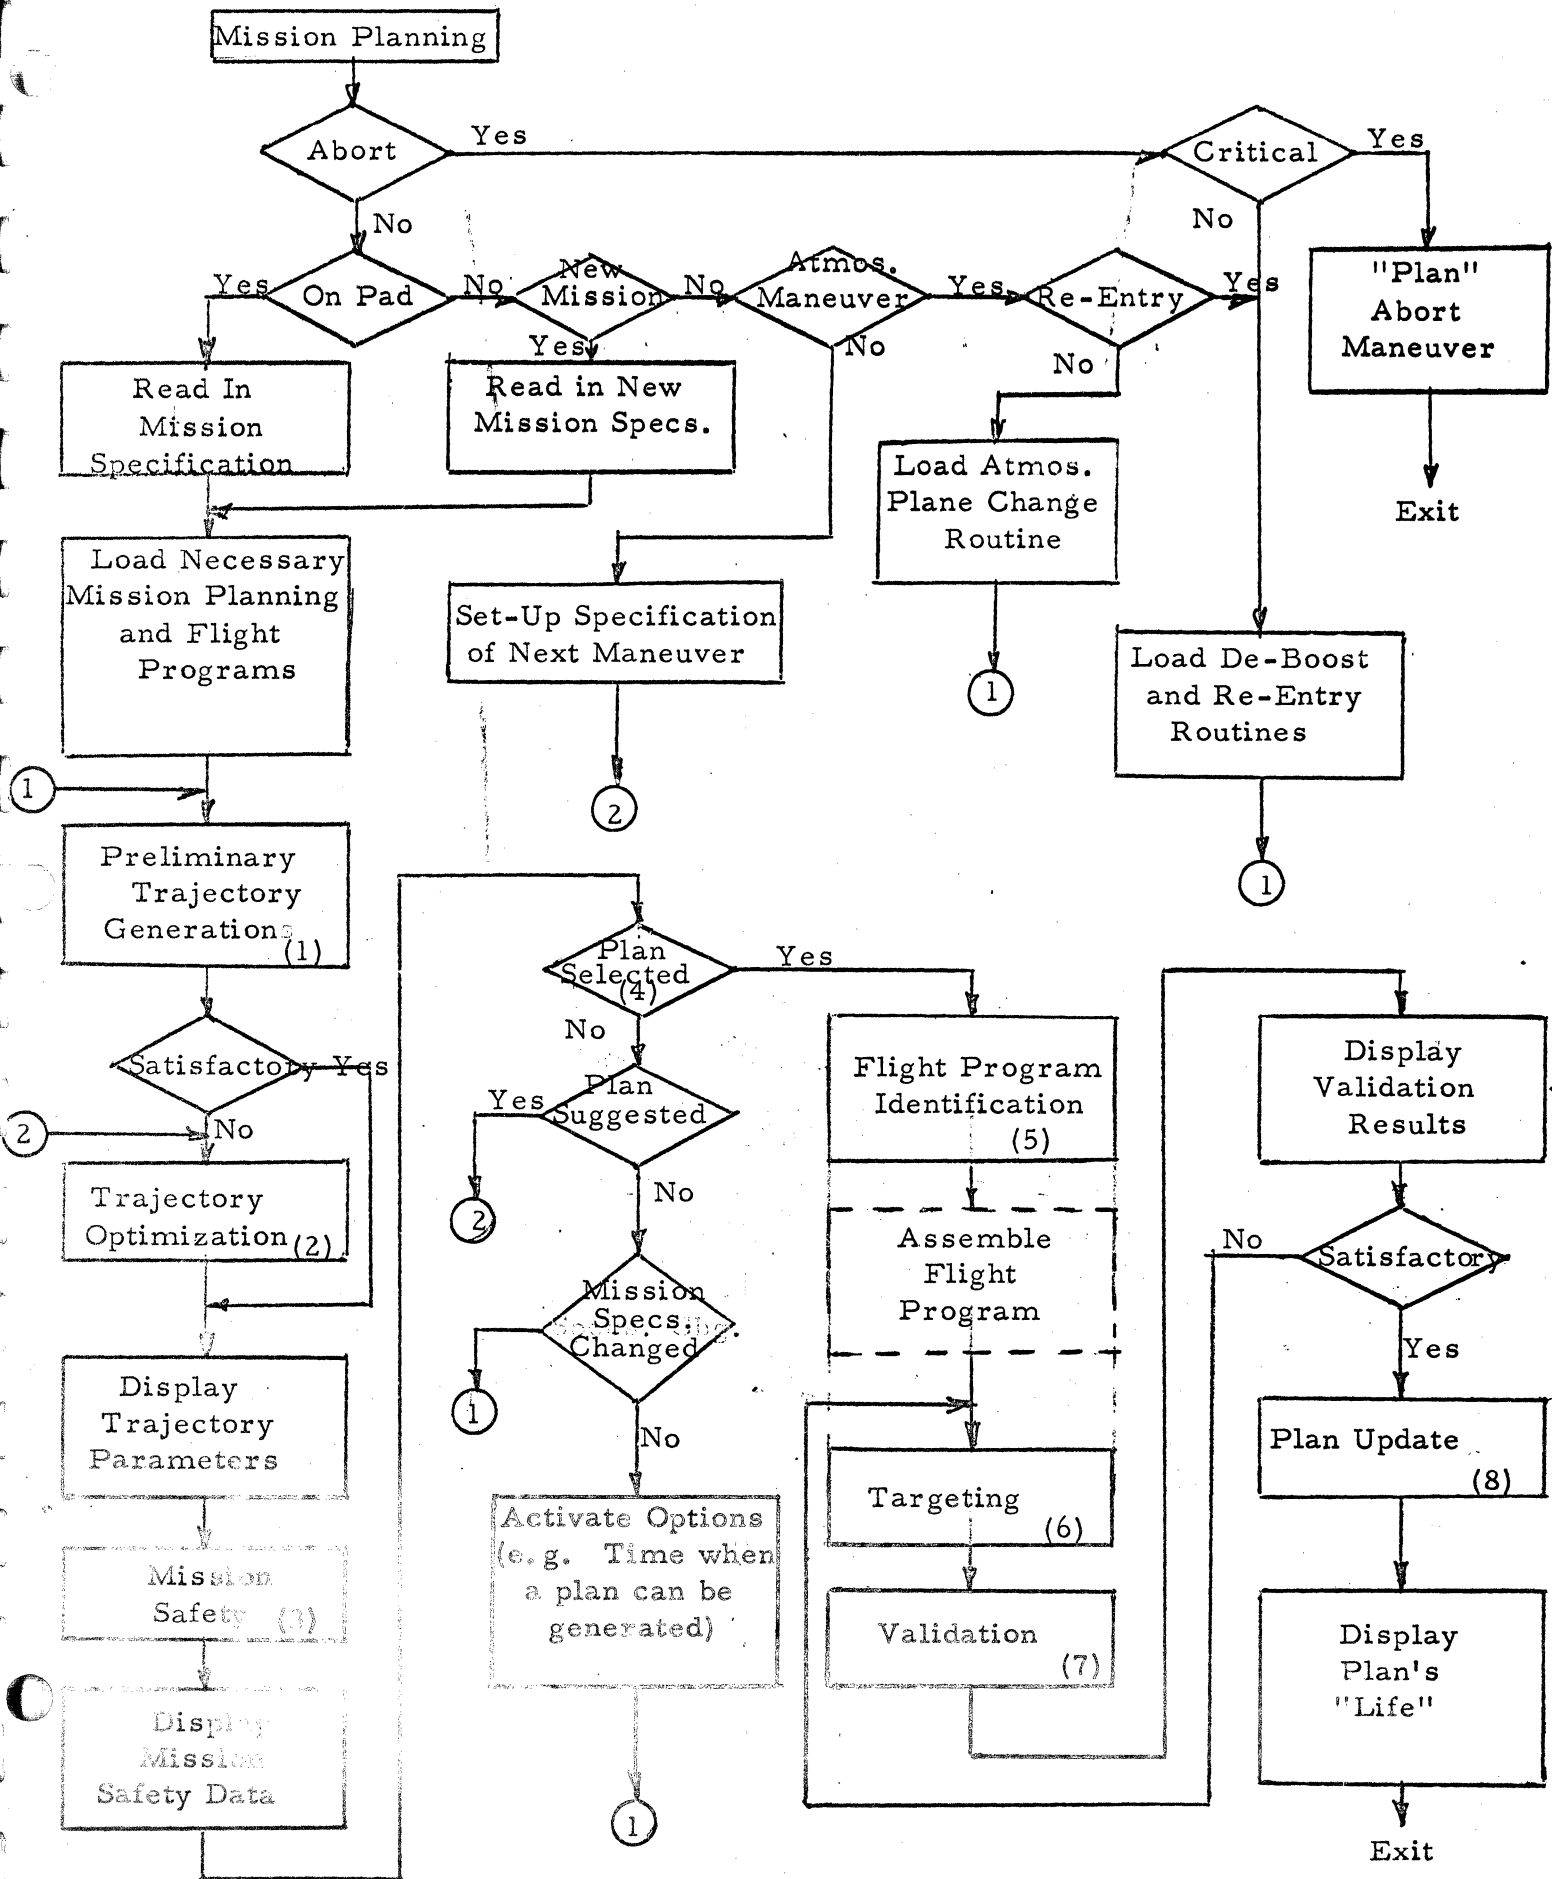 Mission Planning
Abort
Yes
Critical
Yes
No
No
Yes
On Pad
No
New
Mission
No
Atmos.
Maneuver
Yes
Re-Entry
Yes
"Plan"
Abort
Maneuver
Yes
No
No
Read In
Mission
Specification
Read in New
Mission Specs.
Load Atmos.
Plane Change
Routine
Exit
Load Necessary
Mission Planning
and Flight
Programs
Set-Up Specification
of Next Maneuver
Load De-Boost
and Re-Entry
Routines
1
1
2
1
Preliminary
Trajectory
Generations
(1)
Plan
Selected
(4)
Yes
No
Satisfactory Yes
2
No
Trajectory
Optimization (2)
Yes
Plan
Suggested
2
No
Flight Program
Identification
(5)
Display
Validation
Results
Assemble
Flight
Program
No
Satisfactory
Mission
Specs.
Changed
1
No
Yes
Display
Trajectory
Parameters
Plan Update
(8)
Activate Options
(e.g. Time when
a plan can be
generated)
Targeting
(6)
Mission
Safety (3)
Validation
(7)
Display
Plan's
"Life"
Display
Mission
Safety Data
1
Exit